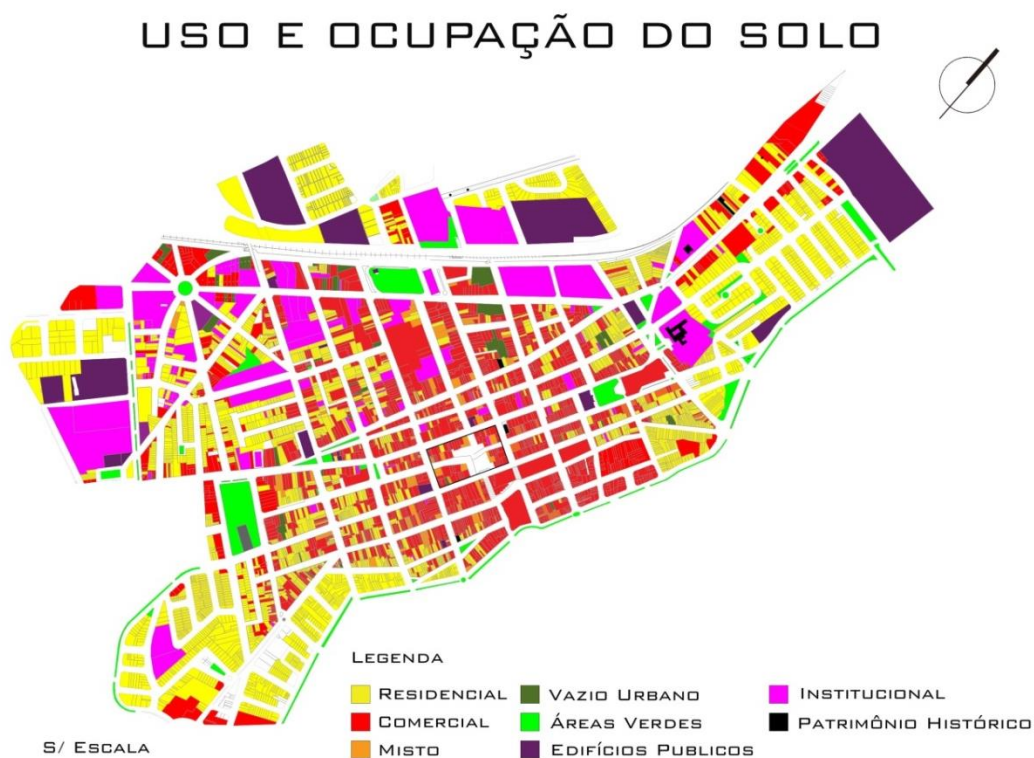 USO E OCUPAÇÃO DO SOLO
LEGENDA
RESIDENCIAL
COMERCIAL
MISTO
VAZIO URBANO
ÁREAS VERDES
EDIFÍCIOS PUBLICOS
INSTITUCIONAL
PATRIMÔNIO HISTÓRICO
S/ ESCALA